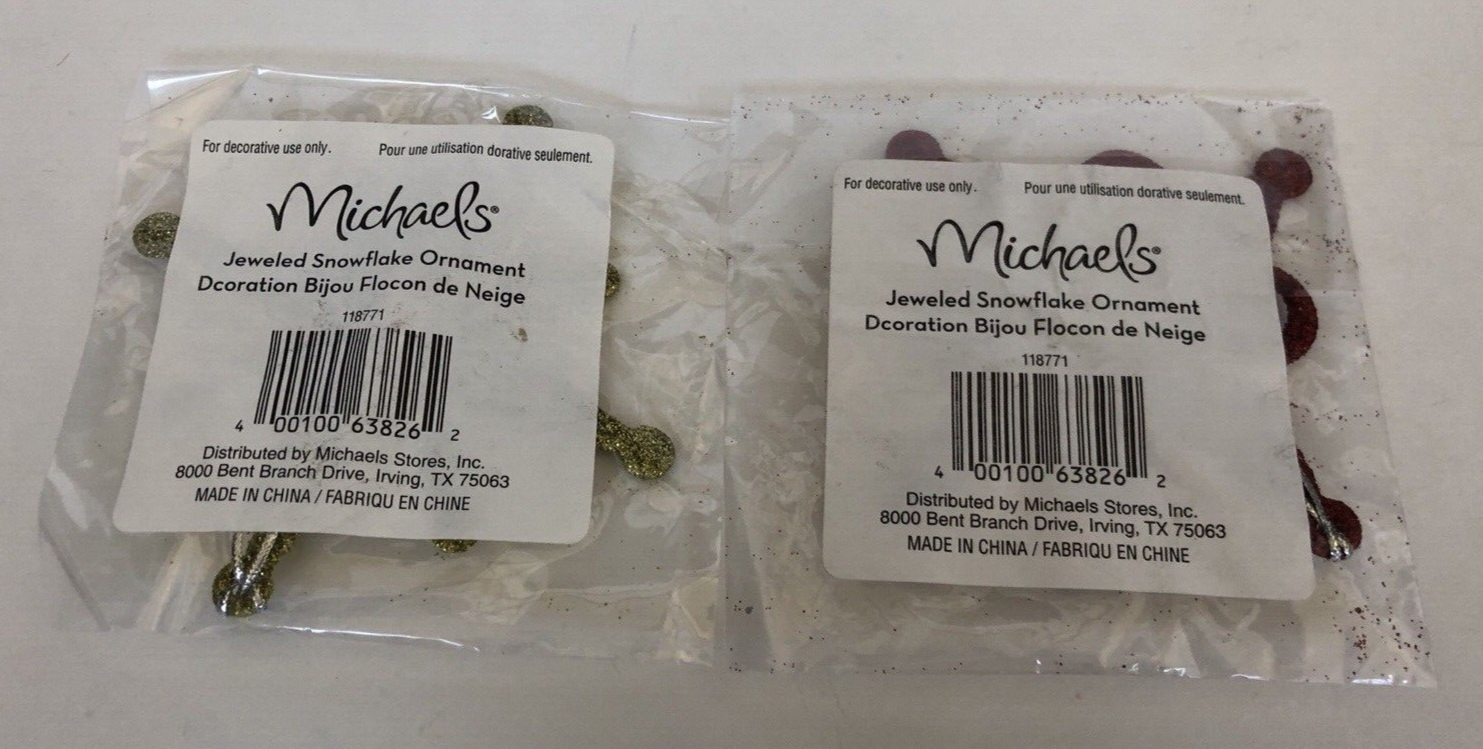 For decorative use only. Pour une utilisation dorative seulement.
Michaels®
Jeweled Snowflake Ornament
Dcoration Bijou Flocon de Neige
118771
4 00100 63826 2
Distributed by Michaels Stores, Inc.
8000 Bent Branch Drive, Irving, TX 75063
MADE IN CHINA / FABRIQU EN CHINE
For decorative use only. Pour une utilisation dorative seulement.
Michaels®
Jeweled Snowflake Ornament
Dcoration Bijou Flocon de Neige
118771
4 00100 63826 2
Distributed by Michaels Stores, Inc.
8000 Bent Branch Drive, Irving, TX 75063
MADE IN CHINA / FABRIQU EN CHINE